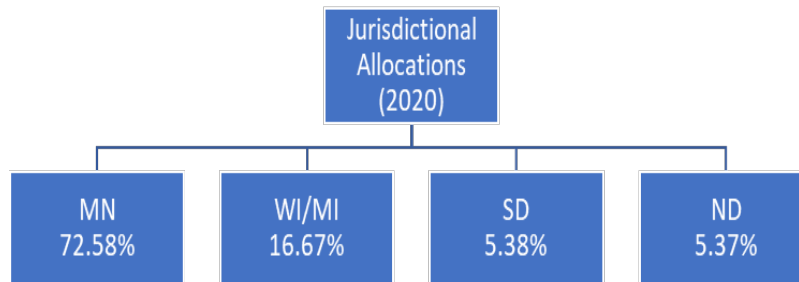 Jurisdictional
Allocations
(2020)
MN
72.58%
WI/MI
16.67%
SD
5.38%
ND
5.37%